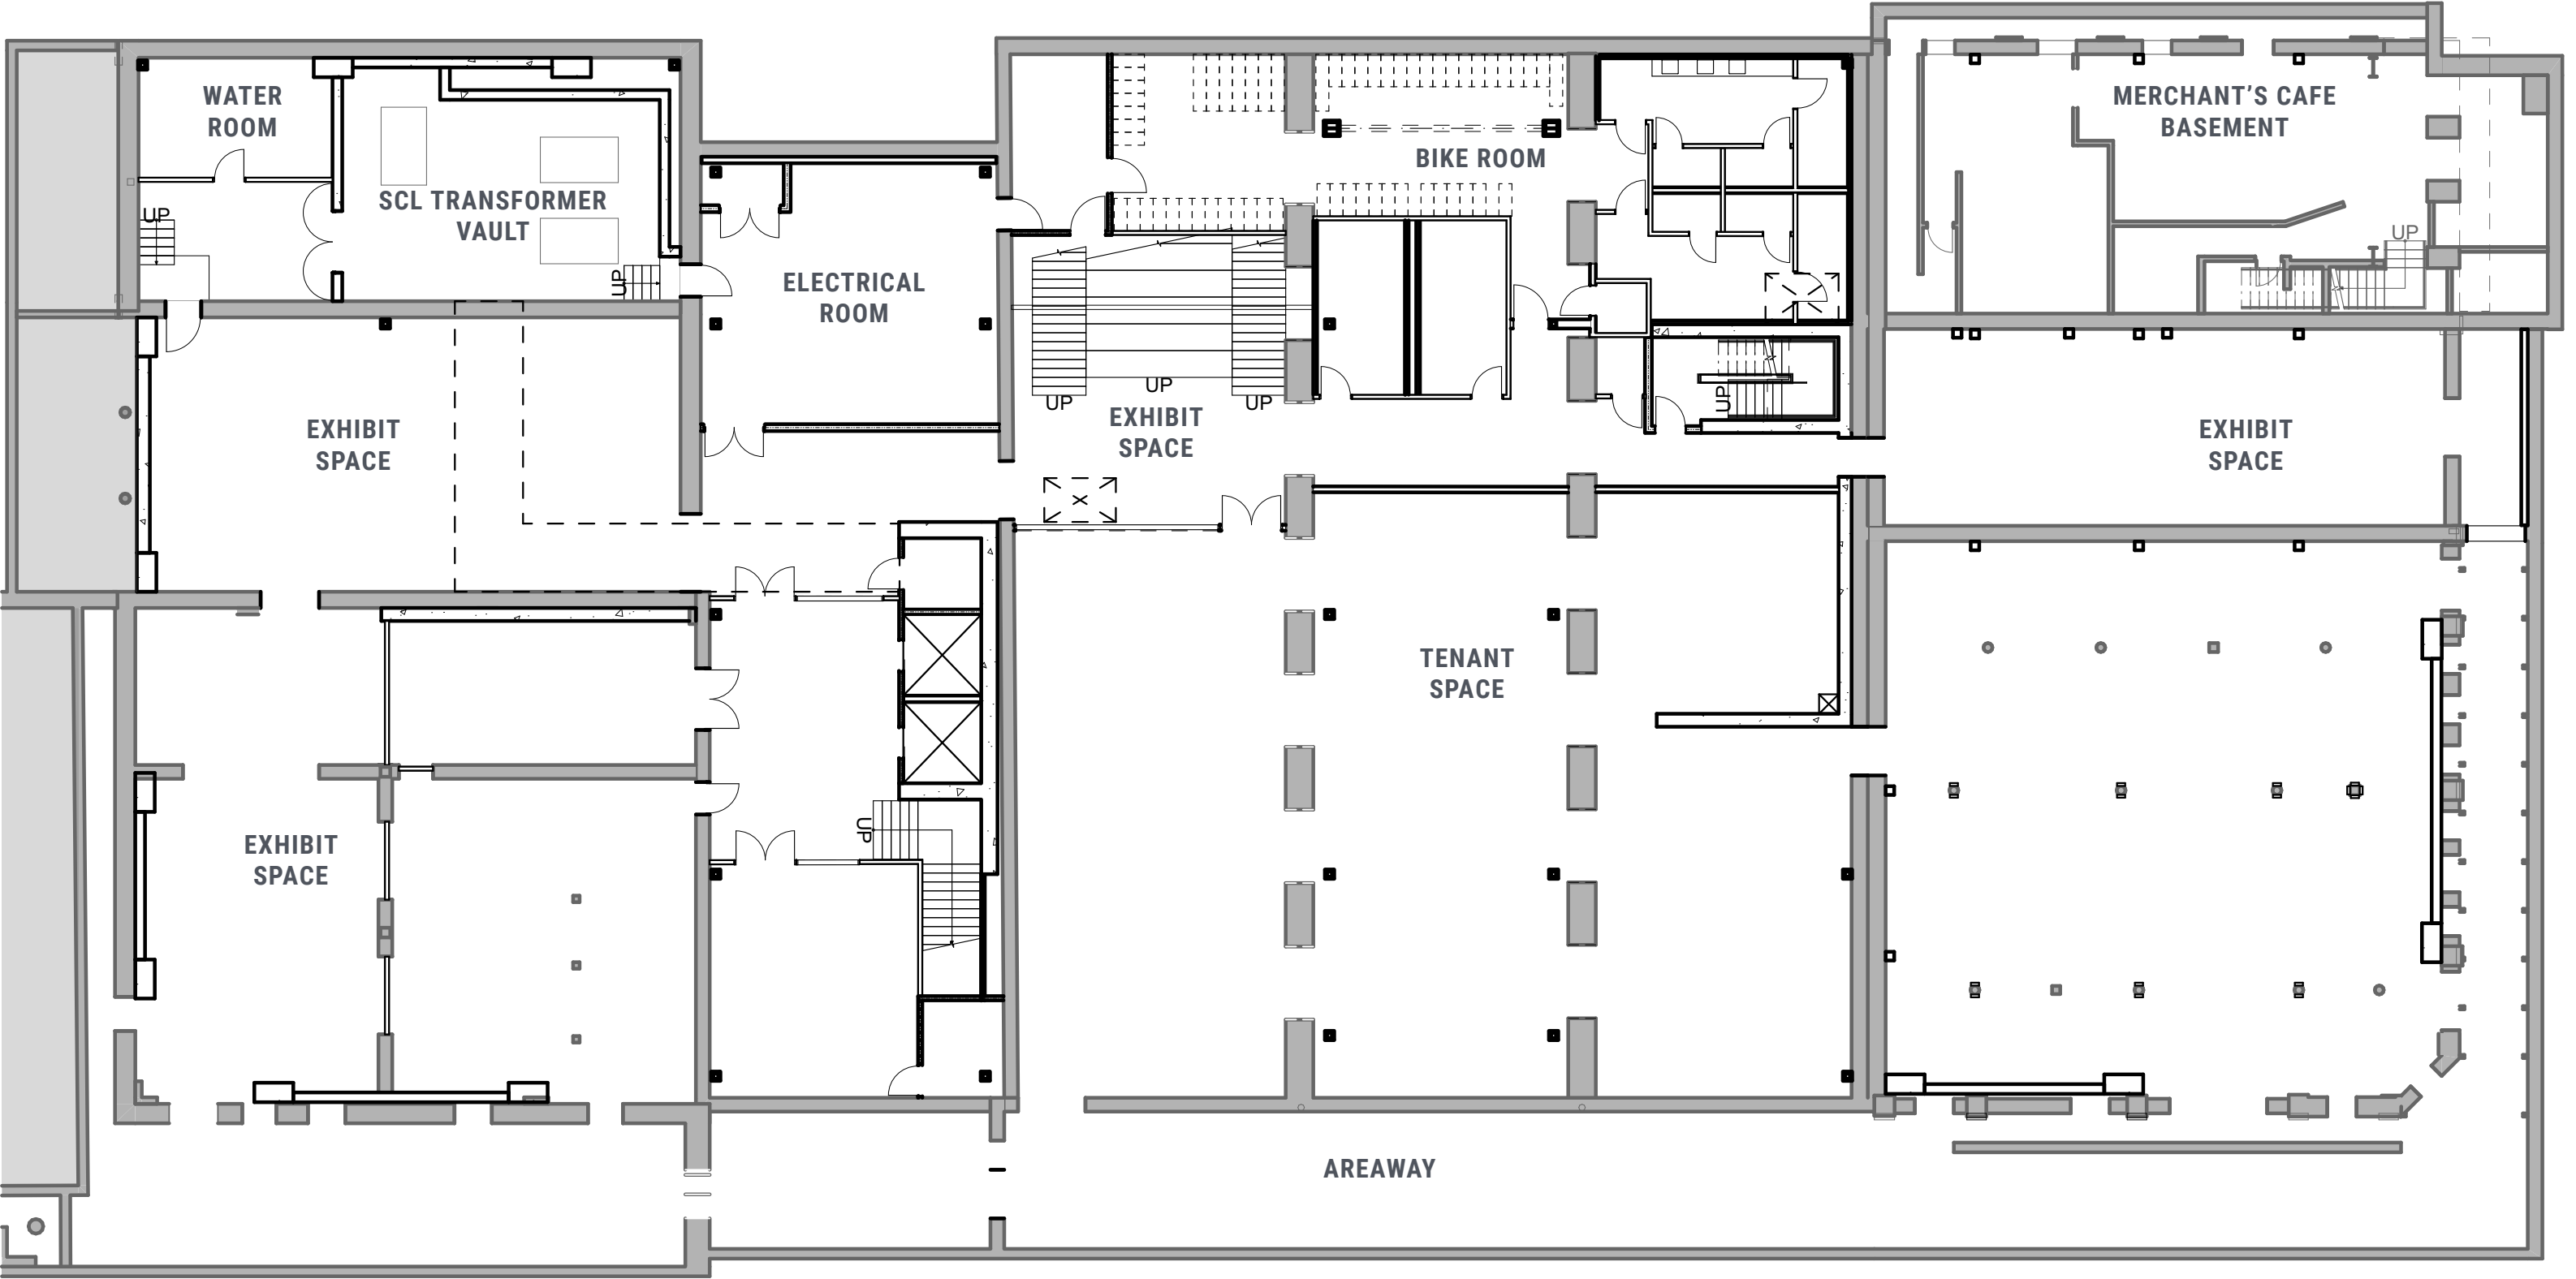 WATER
ROOM
SCL TRANSFORMER
VAULT
UP
UP
ELECTRICAL
ROOM
BIKE ROOM
MERCHANT'S CAFE
BASEMENT
UP
UP
UP
UP
UP
EXHIBIT
SPACE
EXHIBIT
SPACE
EXHIBIT
SPACE
TENANT
SPACE
UP
EXHIBIT
SPACE
AREAWAY